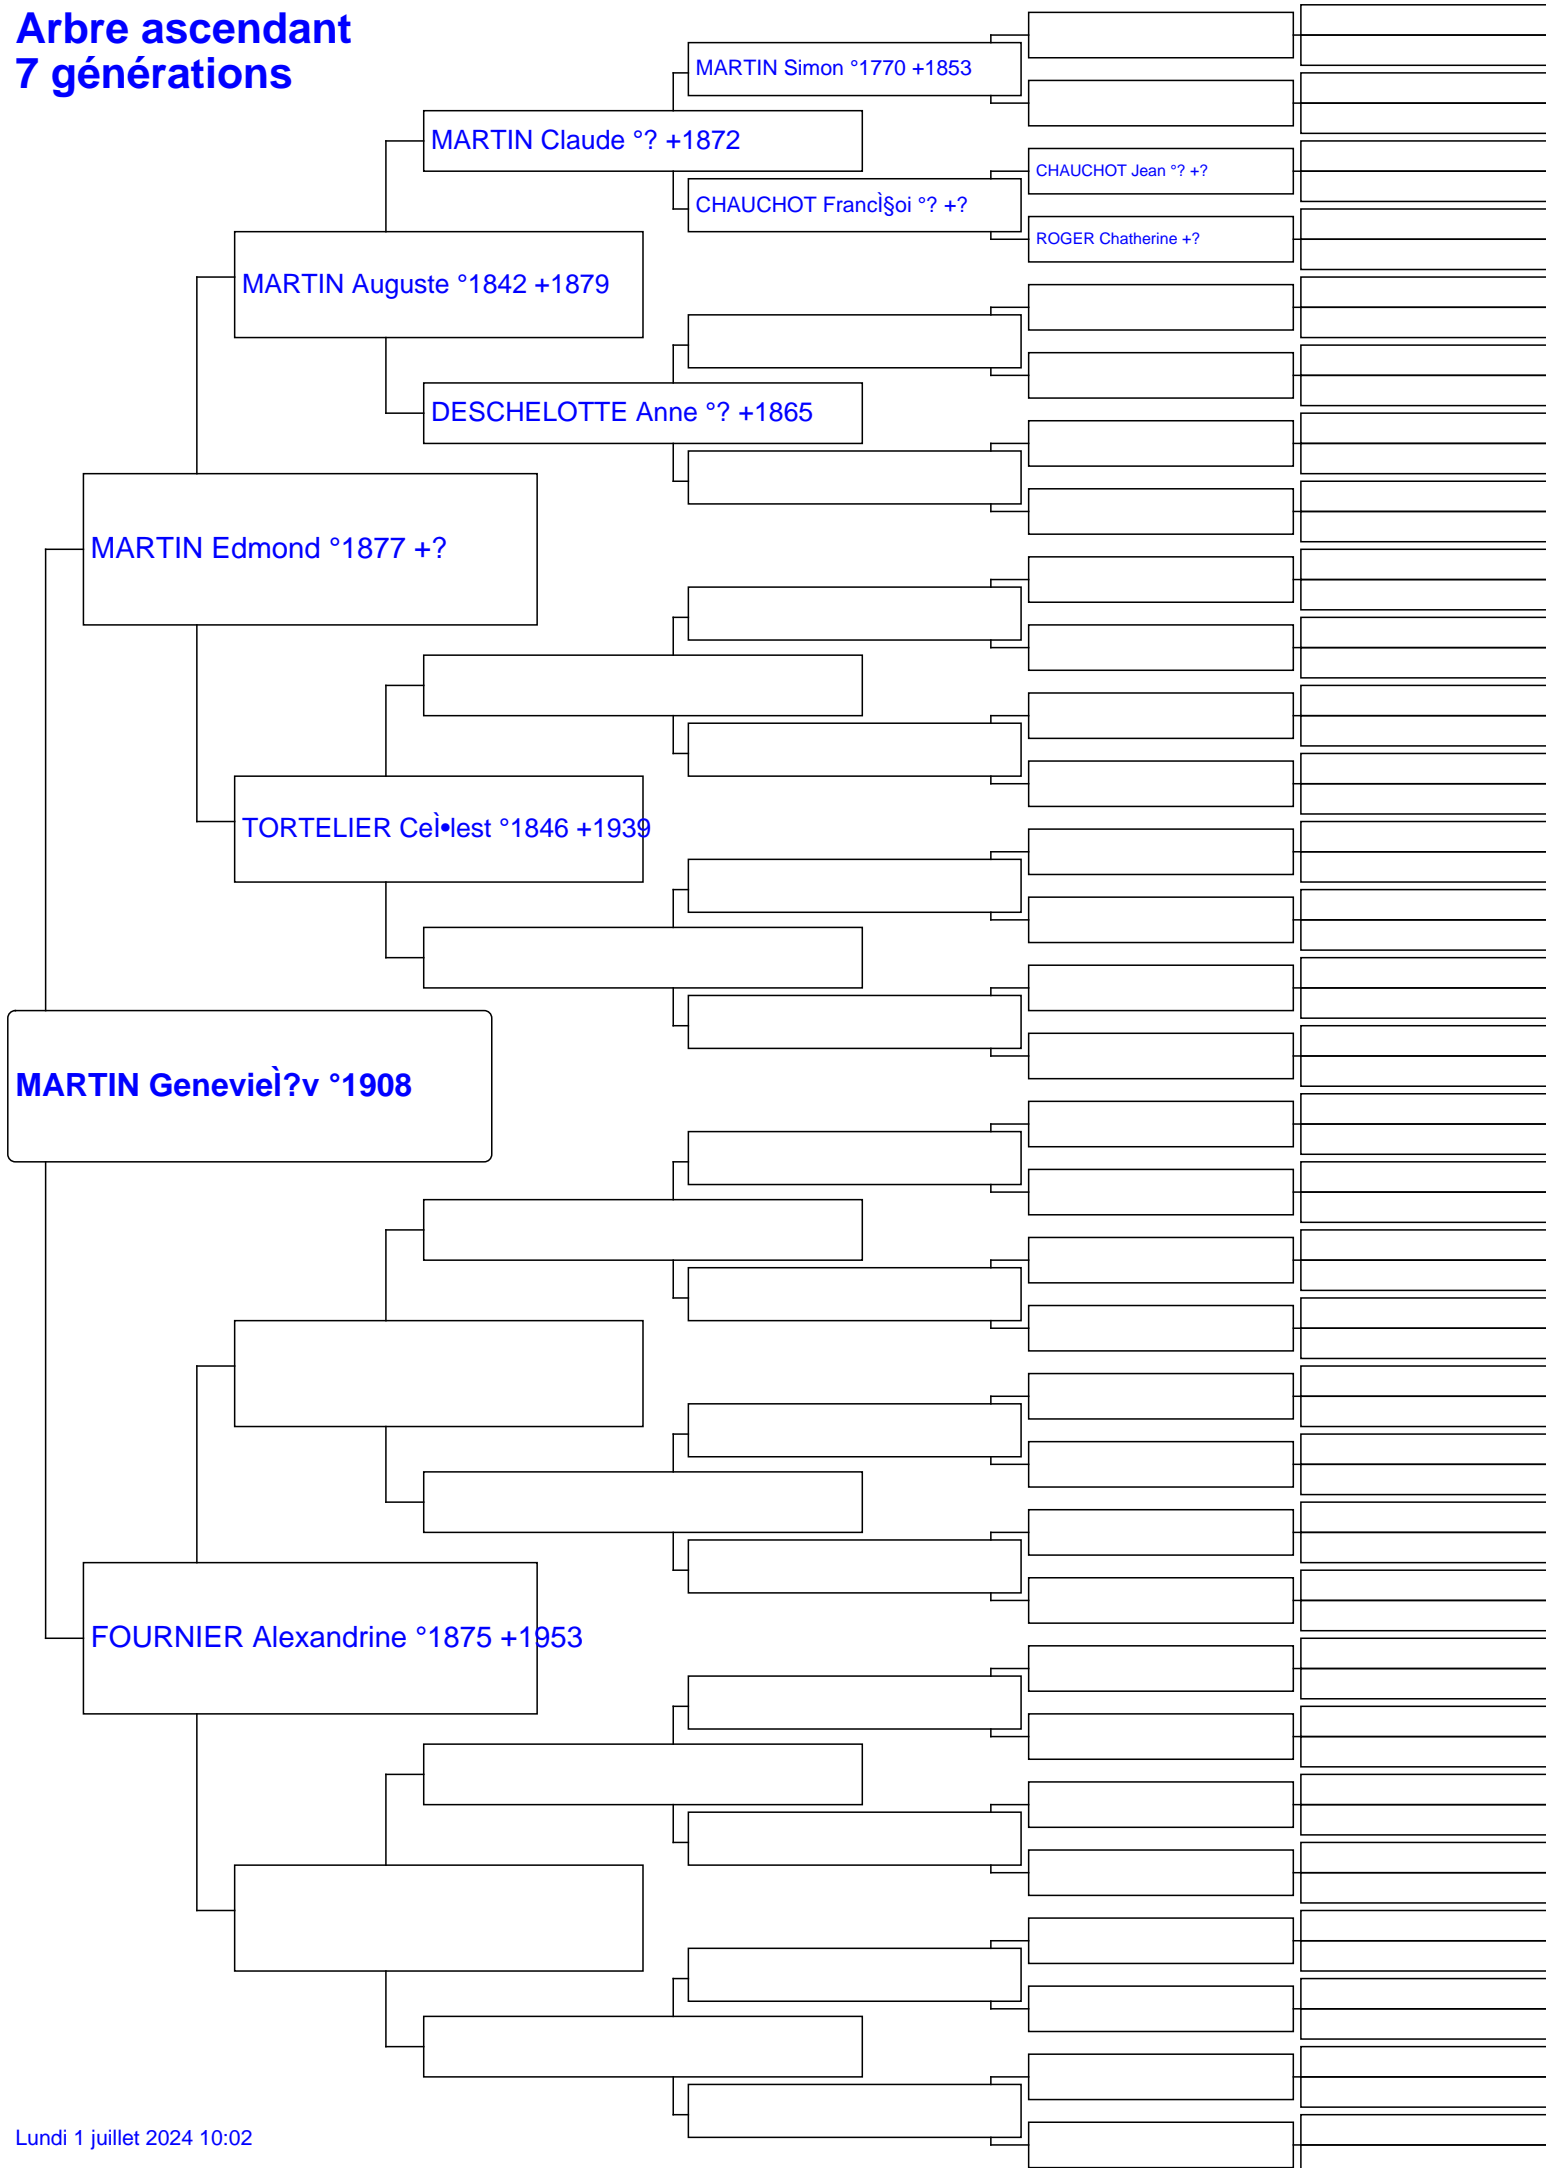 Arbre ascendant
7 générations
MARTIN Simon °1770 +1853
MARTIN Claude °? +1872
CHAUCHOT Jean °? +?
CHAUCHOT FrancÌ§oi °? +?
ROGER Chatherine +?
MARTIN Auguste °1842 +1879
DESCHELOTTE Anne °? +1865
MARTIN Edmond °1877 +?
TORTELIER CeÌ•lest °1846 +1939
MARTIN GenevieÌ?v °1908
FOURNIER Alexandrine °1875 +1953
Lundi 1 juillet 2024 10:02